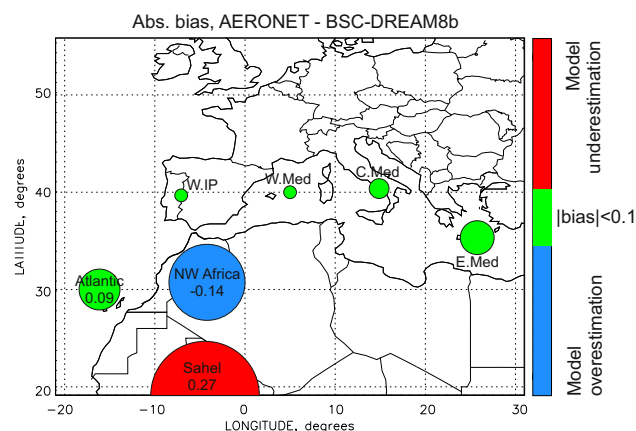 Abs. bias, AERONET - BSC-DREAM8b
50
40
30
20
LATITUDE, degrees
W.IP
W.Med
C.Med
E.Med
Atlantic
0.09
NW Africa
-0.14
Sahel
0.27
-20
-10
0
10
20
30
LONGITUDE, degrees
Model
underestimation
|bias|<0.1
Model
overestimation